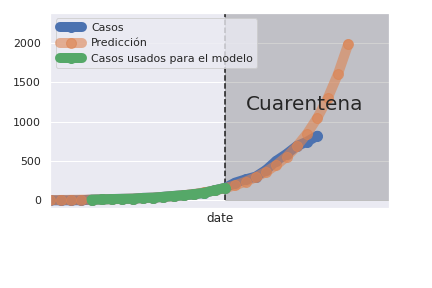 Casos
Predicción
Casos usados para el modelo
2000
1500
1000
500
0
Cuarentena
date